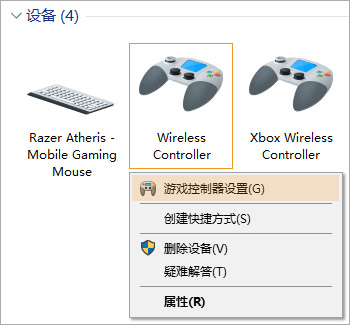 设备 (4)
Razer Atheris -
Mobile Gaming
Mouse
Wireless
Controller
Xbox Wireless
Controller
游戏控制器设置(G)
创建快捷方式(S)
删除设备(V)
疑难解答(T)
属性(R)